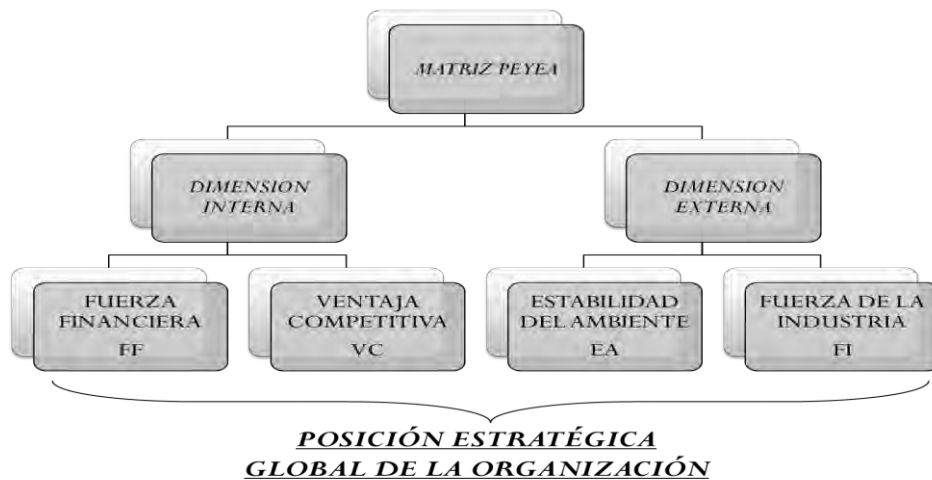 MATRIZ PEYEA
DIMENSION
INTERNA
DIMENSION
EXTERNA
FUERZA
FINANCIERA
FF
VENTAJA
COMPETITIVA
VC
ESTABILIDAD
DEL AMBIENTE
EA
FUERZA DE LA
INDUSTRIA
FI
POSICIÓN ESTRATÉGICA
GLOBAL DE LA ORGANIZACIÓN